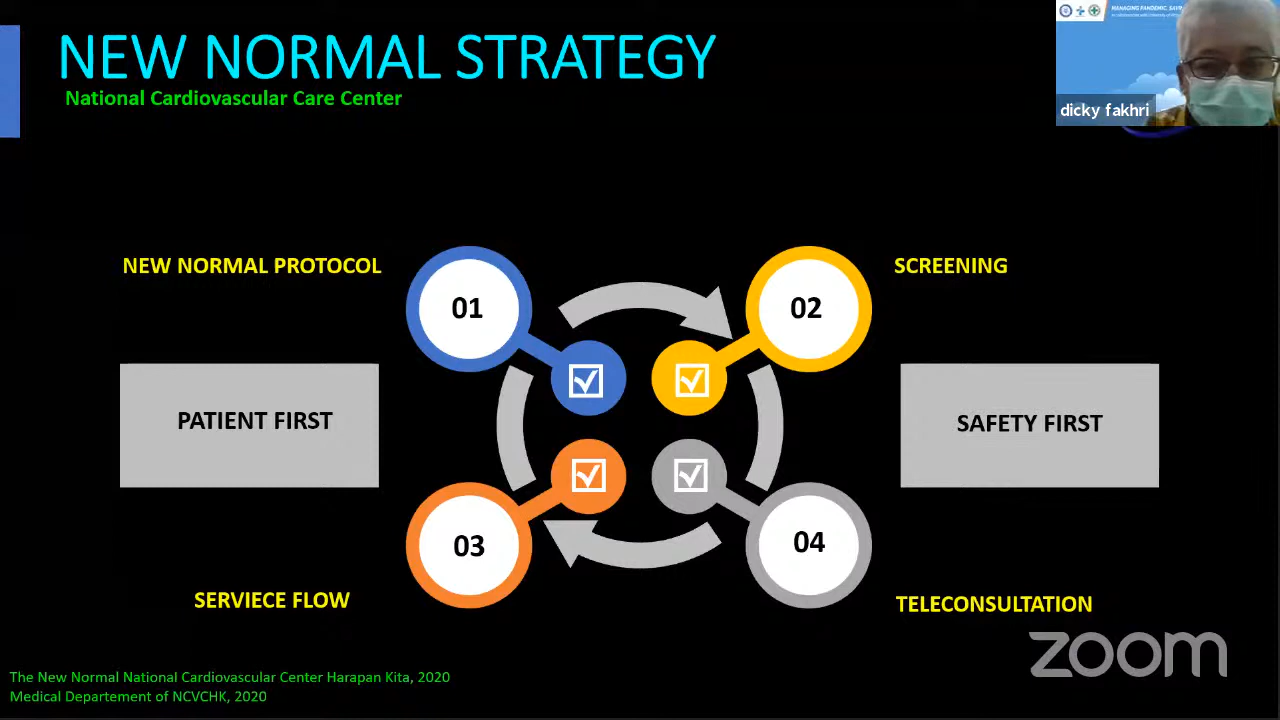 NEW NORMAL STRATEGY
National Cardiovascular Care Center
MANAGING PANDEMIC,
dicky fakhri
NEW NORMAL PROTOCOL
01
02
SCREENING
PATIENT FIRST
SAFETY FIRST
03
04
SERVIECE FLOW
TELECONSULTATION
zoom
The New Normal National Cardiovascular Center Harapan Kita, 2020
Medical Departement of NCVCHK, 2020